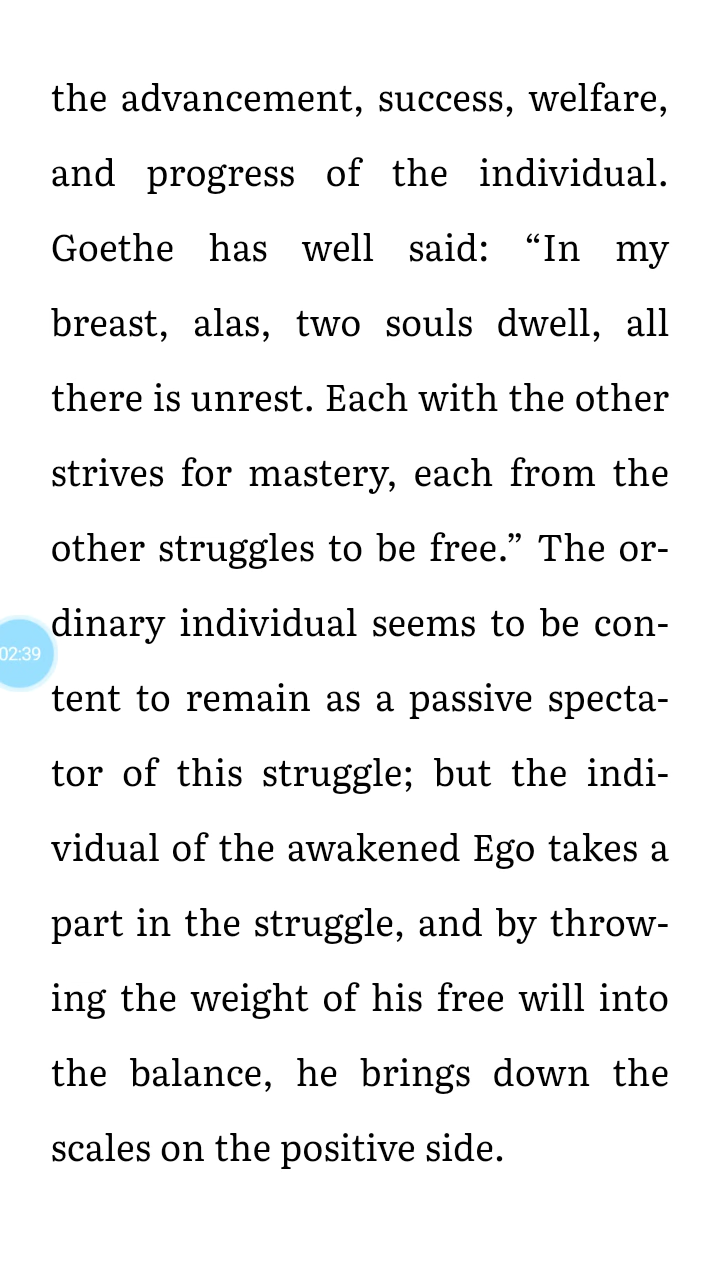 the advancement, success, welfare,
and progress of the individual.
Goethe has well said: “In my
breast, alas, two souls dwell, all
there is unrest. Each with the other
strives for mastery, each from the
other struggles to be free.” The or-
dinary individual seems to be con-
02:39
tent to remain as a passive specta-
tor of this struggle; but the indi-
vidual of the awakened Ego takes a
part in the struggle, and by throw-
ing the weight of his free will into
the balance, he brings down the
scales on the positive side.